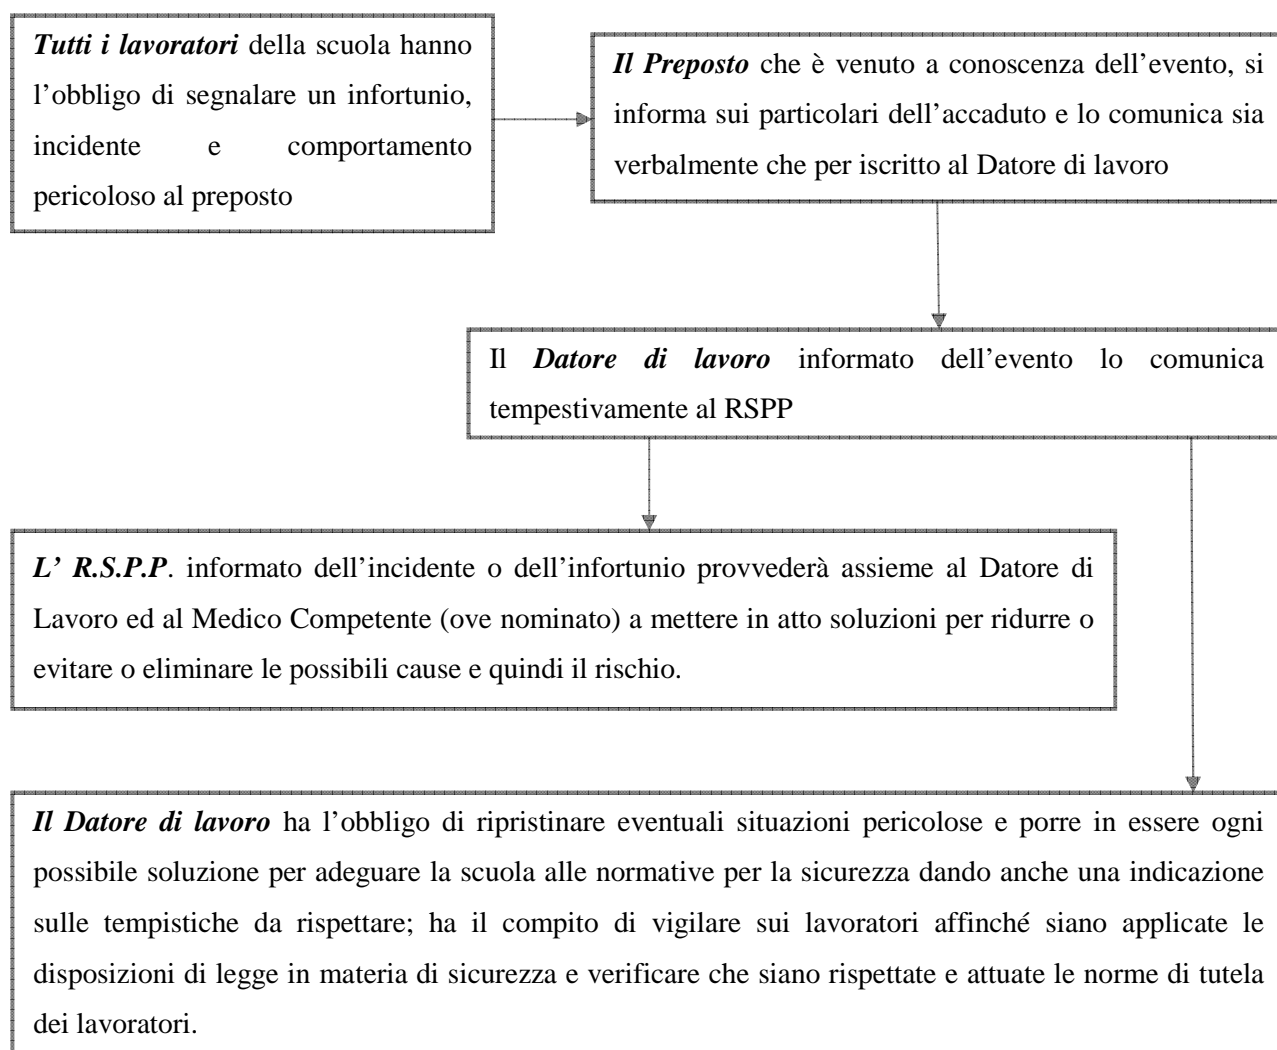 Tutti i lavoratori della scuola hanno
l’obbligo di segnalare un infortunio,
incidente e comportamento
pericoloso al preposto
Il Preposto che è venuto a conoscenza dell’evento, si
informa sui particolari dell’accaduto e lo comunica sia
verbalmente che per iscritto al Datore di lavoro
Il Datore di lavoro informato dell’evento lo comunica
tempestivamente al RSPP
L’ R.S.P.P. informato dell’incidente o dell’infortunio provvederà assieme al Datore di
Lavoro ed al Medico Competente (ove nominato) a mettere in atto soluzioni per ridurre o
evitare o eliminare le possibili cause e quindi il rischio.
Il Datore di lavoro ha l’obbligo di ripristinare eventuali situazioni pericolose e porre in essere ogni
possibile soluzione per adeguare la scuola alle normative per la sicurezza dando anche una indicazione
sulle tempistiche da rispettare; ha il compito di vigilare sui lavoratori affinché siano applicate le
disposizioni di legge in materia di sicurezza e verificare che siano rispettate e attuate le norme di tutela
dei lavoratori.